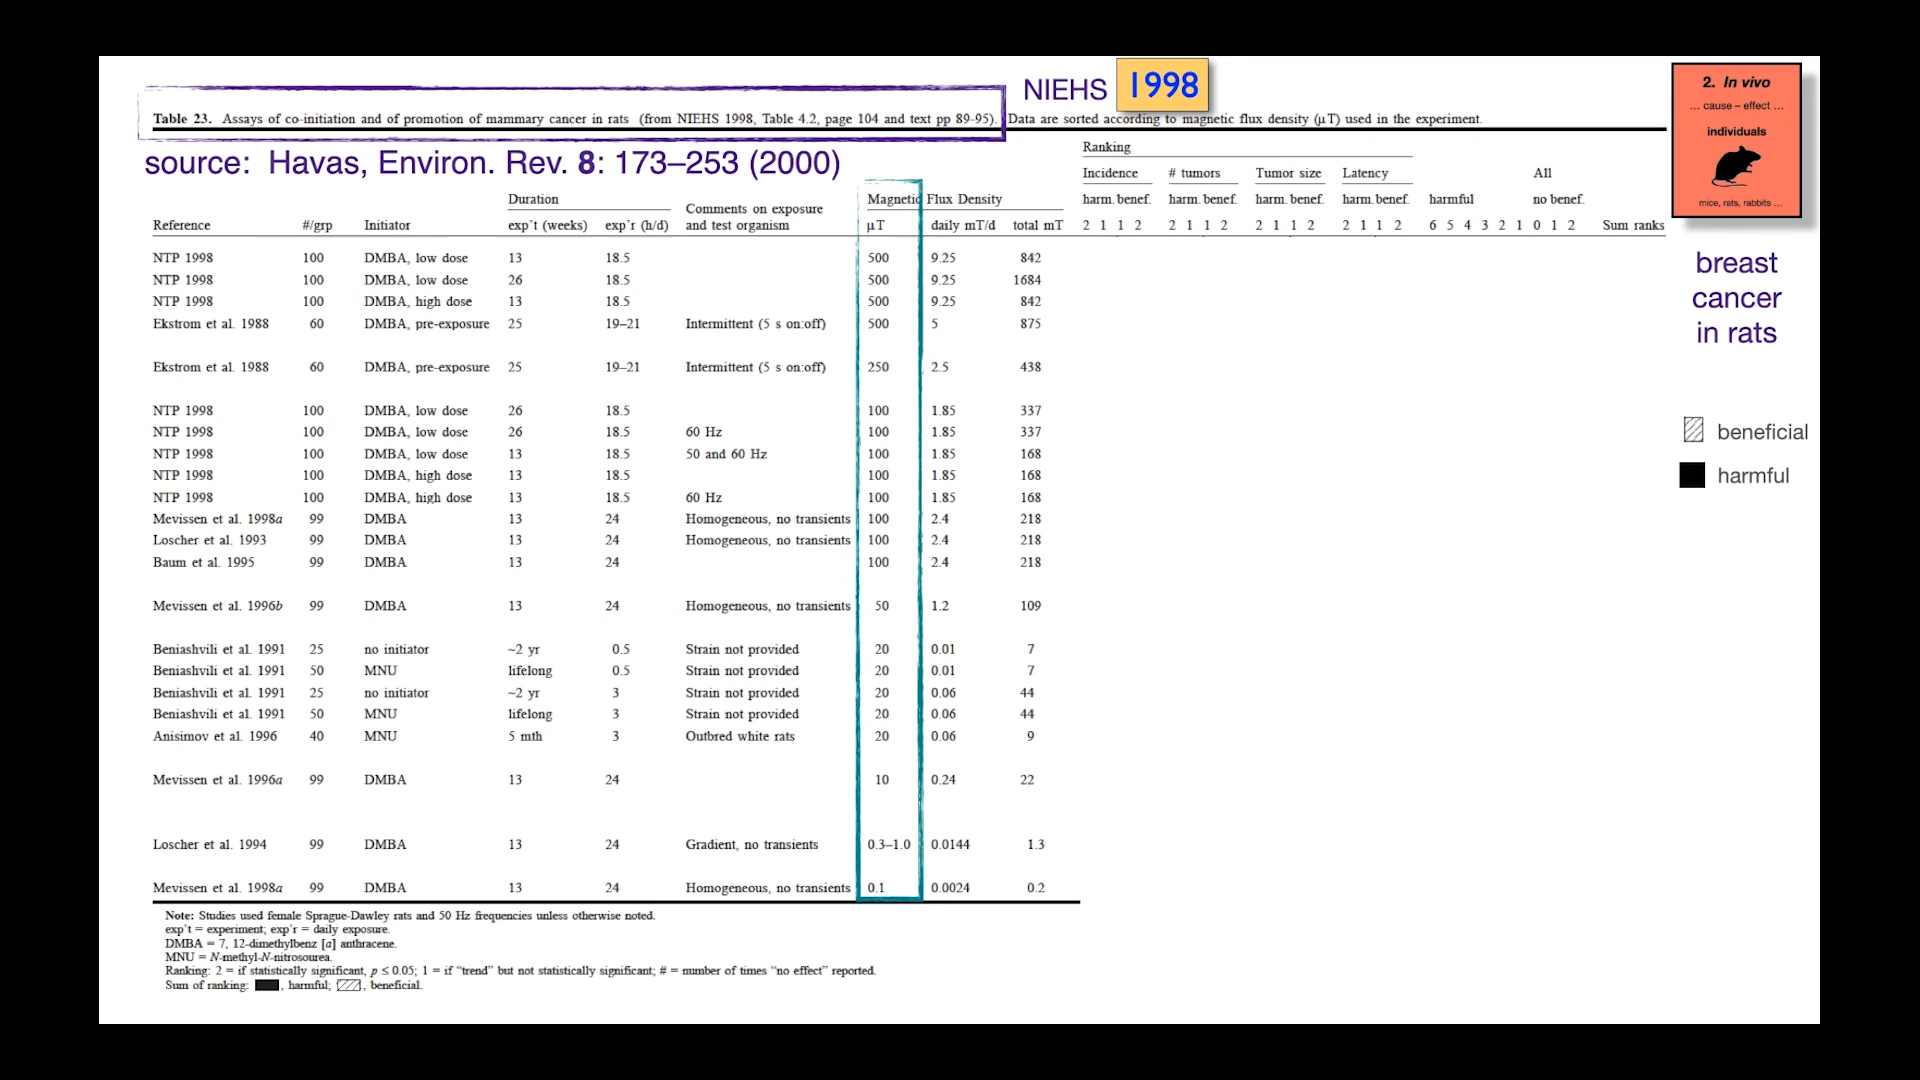 NIEHS 1998
Table 23. Assays of co-initiation and of promotion of mammary cancer in rats (from NIEHS 1998, Table 4.2, page 104 and text pp 89-95). Data are sorted according to magnetic flux density (μT) used in the experiment.
source: Havas, Environ. Rev. 8: 173–253 (2000)
Ranking
Incidence # tumors Tumor size Latency All
Duration Comments on exposure Magnetic Flux Density harm. benef. harm. benef. harm. benef. harm. benef. harmful no benef.
Reference #/grp Initiator exp't (weeks) exp'r (h/d) and test organism μT daily mT/d total mT 2 1 1 2 2 1 1 2 2 1 1 2 2 1 1 2 6 5 4 3 2 1 0 1 2 Sum ranks
NTP 1998 100 DMBA, low dose 13 18.5 500 9.25 842
NTP 1998 100 DMBA, low dose 26 18.5 500 9.25 1684
NTP 1998 100 DMBA, high dose 13 18.5 500 9.25 842
Ekstrom et al. 1988 60 DMBA, pre-exposure 25 19–21 Intermittent (5 s on:off) 500 5 875
Ekstrom et al. 1988 60 DMBA, pre-exposure 25 19–21 Intermittent (5 s on:off) 250 2.5 438
NTP 1998 100 DMBA, low dose 26 18.5 100 1.85 337
NTP 1998 100 DMBA, low dose 26 18.5 60 Hz 100 1.85 337
NTP 1998 100 DMBA, low dose 13 18.5 50 and 60 Hz 100 1.85 168
NTP 1998 100 DMBA, high dose 13 18.5 100 1.85 168
NTP 1998 100 DMBA, high dose 13 18.5 60 Hz 100 1.85 168
Mevissen et al. 1998a 99 DMBA 13 24 Homogeneous, no transients 100 2.4 218
Loscher et al. 1993 99 DMBA 13 24 Homogeneous, no transients 100 2.4 218
Baum et al. 1995 99 DMBA 13 24 100 2.4 218
Mevissen et al. 1996b 99 DMBA 13 24 Homogeneous, no transients 50 1.2 109
Beniashvili et al. 1991 25 no initiator ~2 yr 0.5 Strain not provided 20 0.01 7
Beniashvili et al. 1991 50 MNU lifelong 0.5 Strain not provided 20 0.01 7
Beniashvili et al. 1991 25 no initiator ~2 yr 3 Strain not provided 20 0.06 44
Beniashvili et al. 1991 50 MNU lifelong 3 Strain not provided 20 0.06 44
Anisimov et al. 1996 40 MNU 5 mth 3 Outbred white rats 20 0.06 9
Mevissen et al. 1996a 99 DMBA 13 24 10 0.24 22
Loscher et al. 1994 99 DMBA 13 24 Gradient, no transients 0.3–1.0 0.0144 1.3
Mevissen et al. 1998a 99 DMBA 13 24 Homogeneous, no transients 0.1 0.0024 0.2
Note: Studies used female Sprague-Dawley rats and 50 Hz frequencies unless otherwise noted.
exp't = experiment; exp'r = daily exposure.
DMBA = 7, 12-dimethylbenz [a] anthracene.
MNU = N-methyl-N-nitrosourea.
Ranking: 2 = if statistically significant, p ≤ 0.05; 1 = if "trend" but not statistically significant; # = number of times "no effect" reported.
Sum of ranking: , harmful; , beneficial.
2. In vivo
... cause – effect ...
individuals
mice, rats, rabbits ...
breast
cancer
in rats
beneficial
harmful